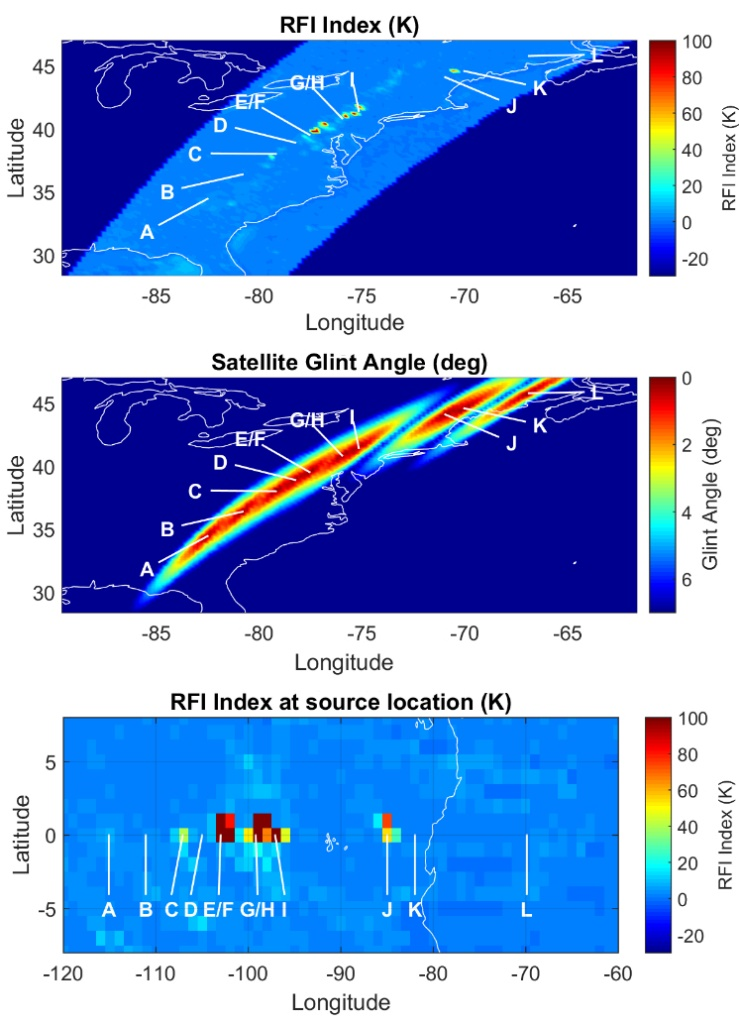 RFI Index (K)
45
40
35
30
Latitude
A
B
C
D
E/F
G/H
I
J
K
L
-85
-80
-75
-70
-65
Longitude
100
80
60
40
20
0
-20
RFI Index (K)
Satellite Glint Angle (deg)
45
40
35
30
Latitude
A
B
C
D
E/F
G/H
I
J
K
L
-85
-80
-75
-70
-65
Longitude
0
2
4
6
Glint Angle (deg)
RFI Index at source location (K)
5
0
-5
Latitude
A B C D E/F G/H I J K L
-120 -110 -100 -90 -80 -70 -60
Longitude
100
80
60
40
20
0
-20
RFI Index (K)